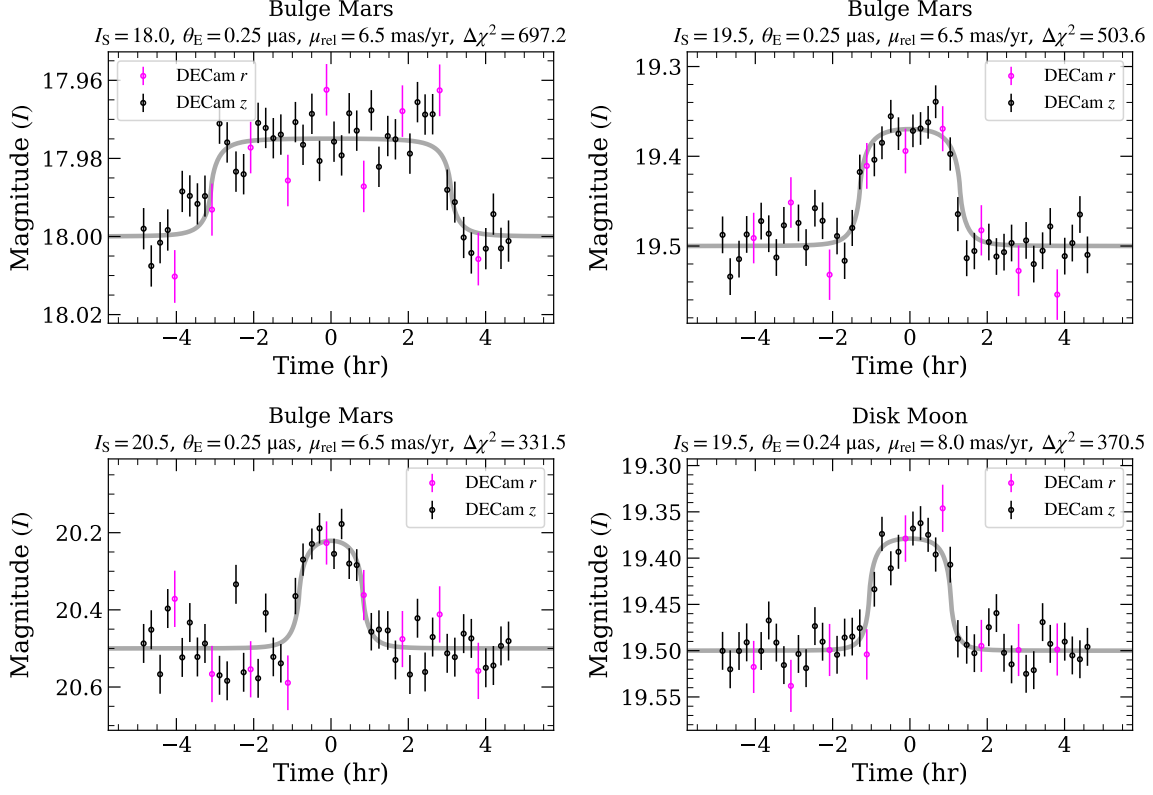 Bulge Mars
I_S = 18.0, θ_E = 0.25 μas, μ_rel = 6.5 mas/yr, Δχ² = 697.2
17.96
17.98
18.00
18.02
Magnitude (I)
DECam r
DECam z
−4
−2
0
2
4
Time (hr)
Bulge Mars
I_S = 19.5, θ_E = 0.25 μas, μ_rel = 6.5 mas/yr, Δχ² = 503.6
19.3
19.4
19.5
Magnitude (I)
DECam r
DECam z
−4
−2
0
2
4
Time (hr)
Bulge Mars
I_S = 20.5, θ_E = 0.25 μas, μ_rel = 6.5 mas/yr, Δχ² = 331.5
20.2
20.4
20.6
Magnitude (I)
DECam r
DECam z
−4
−2
0
2
4
Time (hr)
Disk Moon
I_S = 19.5, θ_E = 0.24 μas, μ_rel = 8.0 mas/yr, Δχ² = 370.5
19.30
19.35
19.40
19.45
19.50
19.55
Magnitude (I)
DECam r
DECam z
−4
−2
0
2
4
Time (hr)